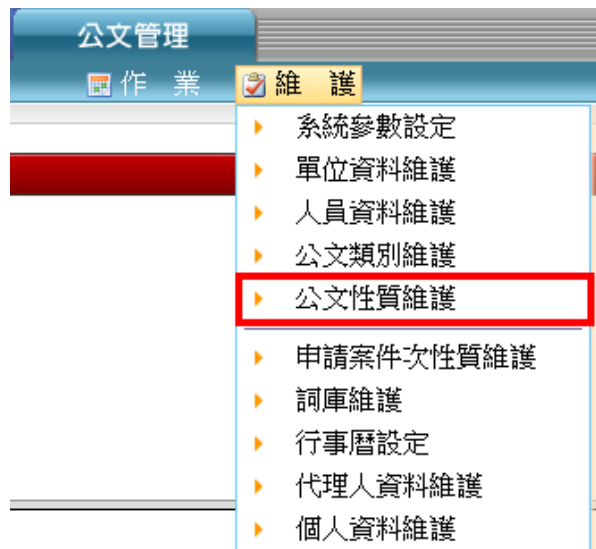 公文管理
作 業 維 護
系統參數設定
單位資料維護
人員資料維護
公文類別維護
公文性質維護
申請案件次性質維護
詞庫維護
行事曆設定
代理人資料維護
個人資料維護